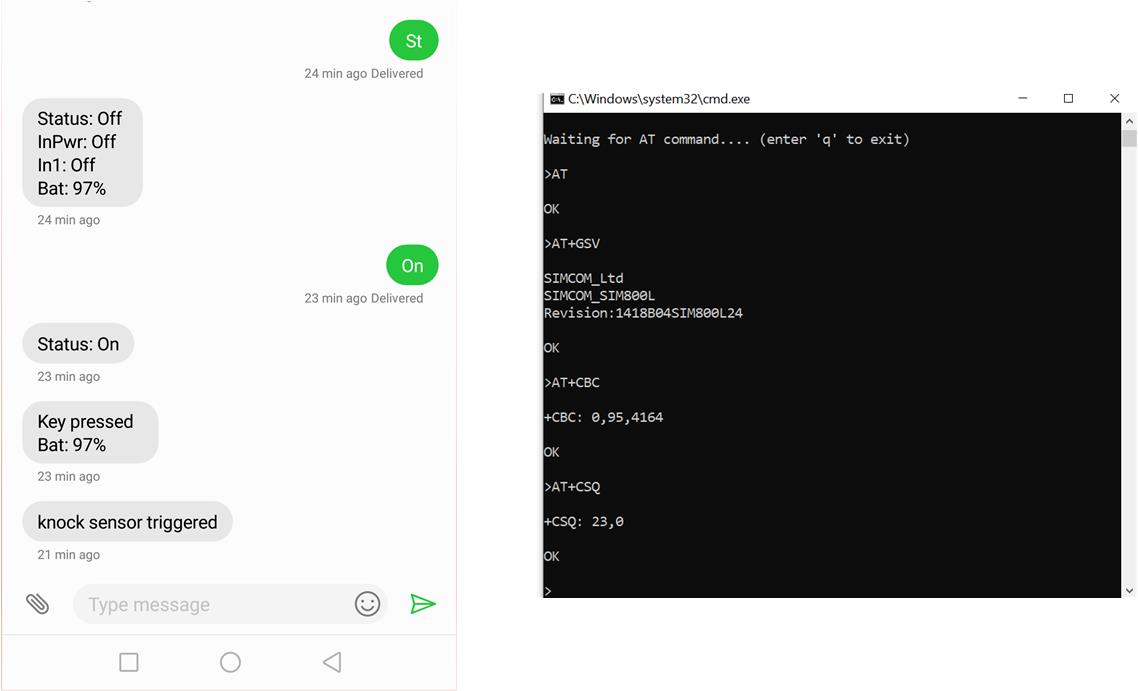 St
24 min ago Delivered
Status: Off
InPwr: Off
In1: Off
Bat: 97%
24 min ago
On
23 min ago Delivered
Status: On
23 min ago
Key pressed
Bat: 97%
23 min ago
knock sensor triggered
21 min ago
Type message
C:\Windows\system32\cmd.exe
Waiting for AT command.... (enter 'q' to exit)
>AT
OK
>AT+GSV
SIMCOM_Ltd
SIMCOM_SIM800L
Revision:1418B04SIM800L24
OK
>AT+CBC
+CBC: 0,95,4164
OK
>AT+CSQ
+CSQ: 23,0
OK
>